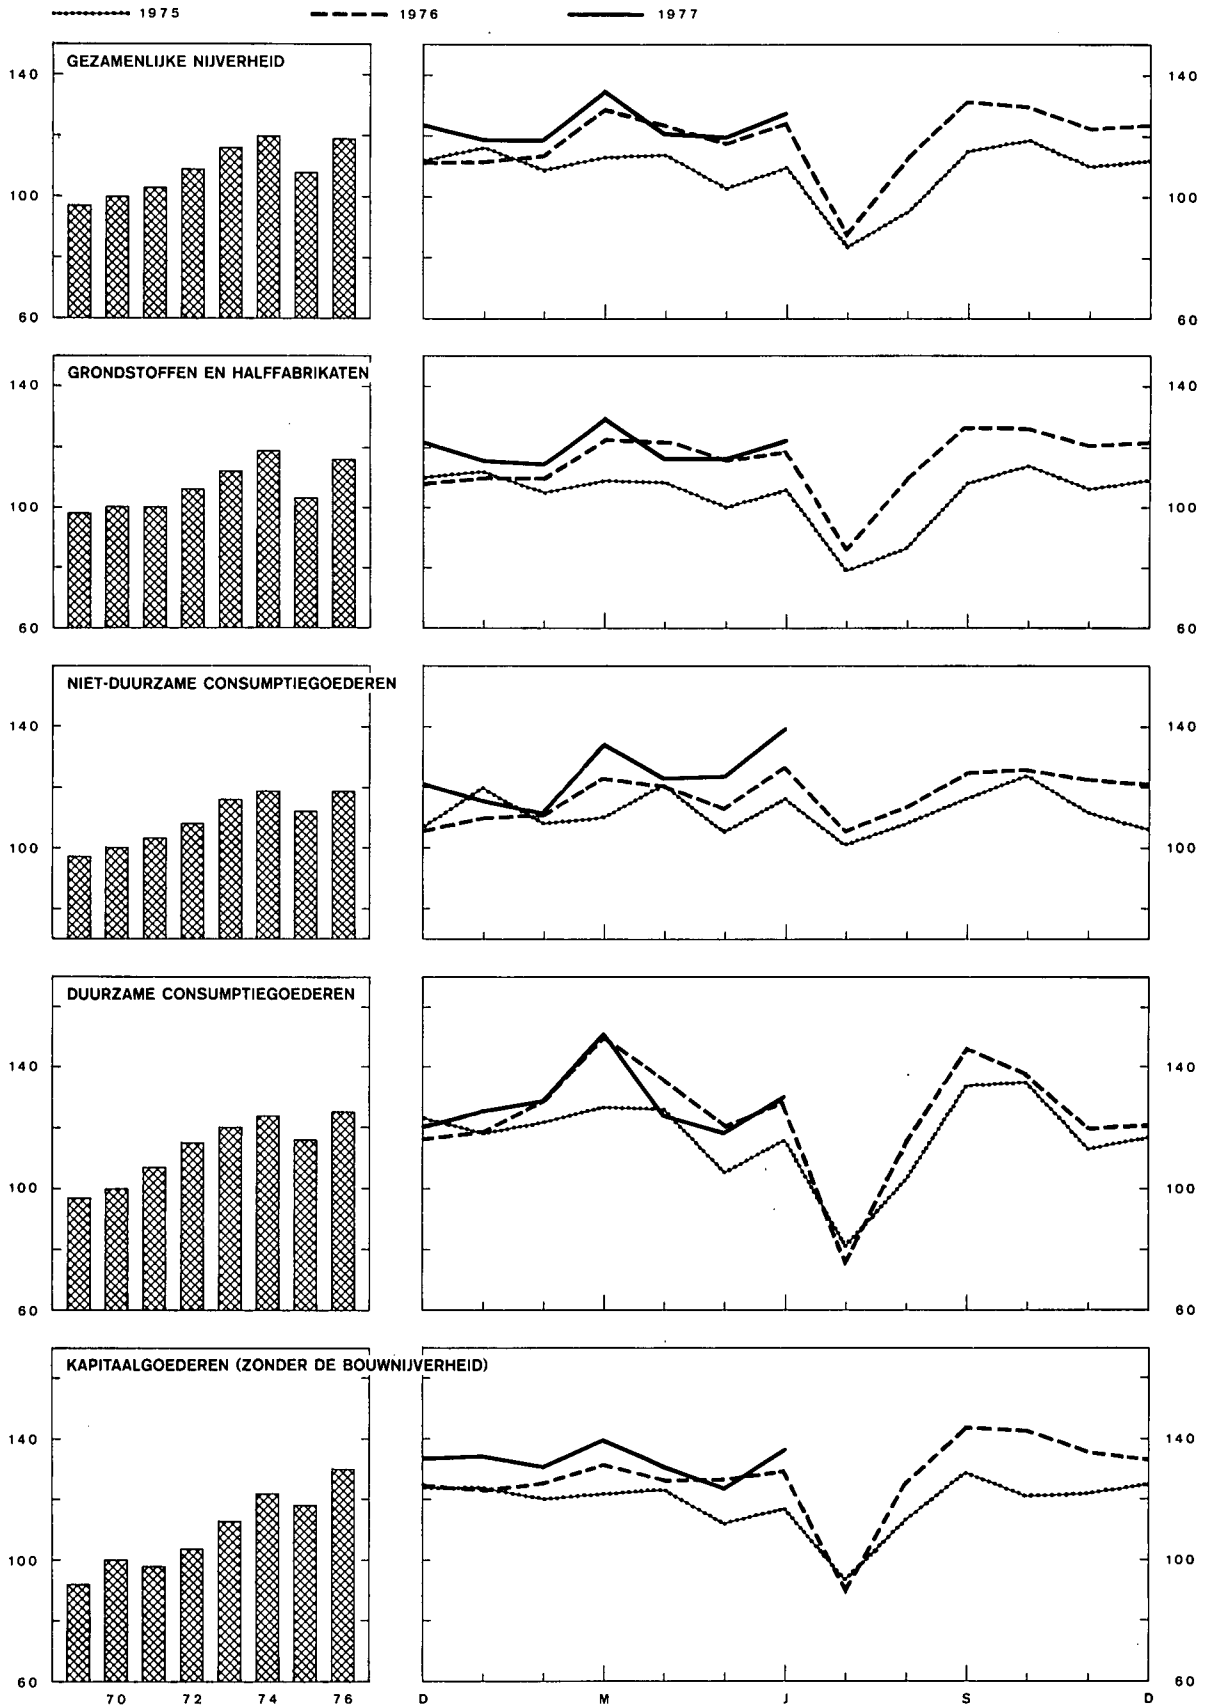 1975 1976 1977
GEZAMENLIJKE NIJVERHEID
140 140
100 100
60 60
GRONDSTOFFEN EN HALFFABRIKATEN
140 140
100 100
60 60
NIET-DUURZAME CONSUMPTIEGOEDEREN
140 140
100 100
DUURZAME CONSUMPTIEGOEDEREN
140 140
100 100
60 60
KAPITAALGOEDEREN (ZONDER DE BOUWNIJVERHEID)
140 140
100 100
60 60
70 72 74 76 D M J S D